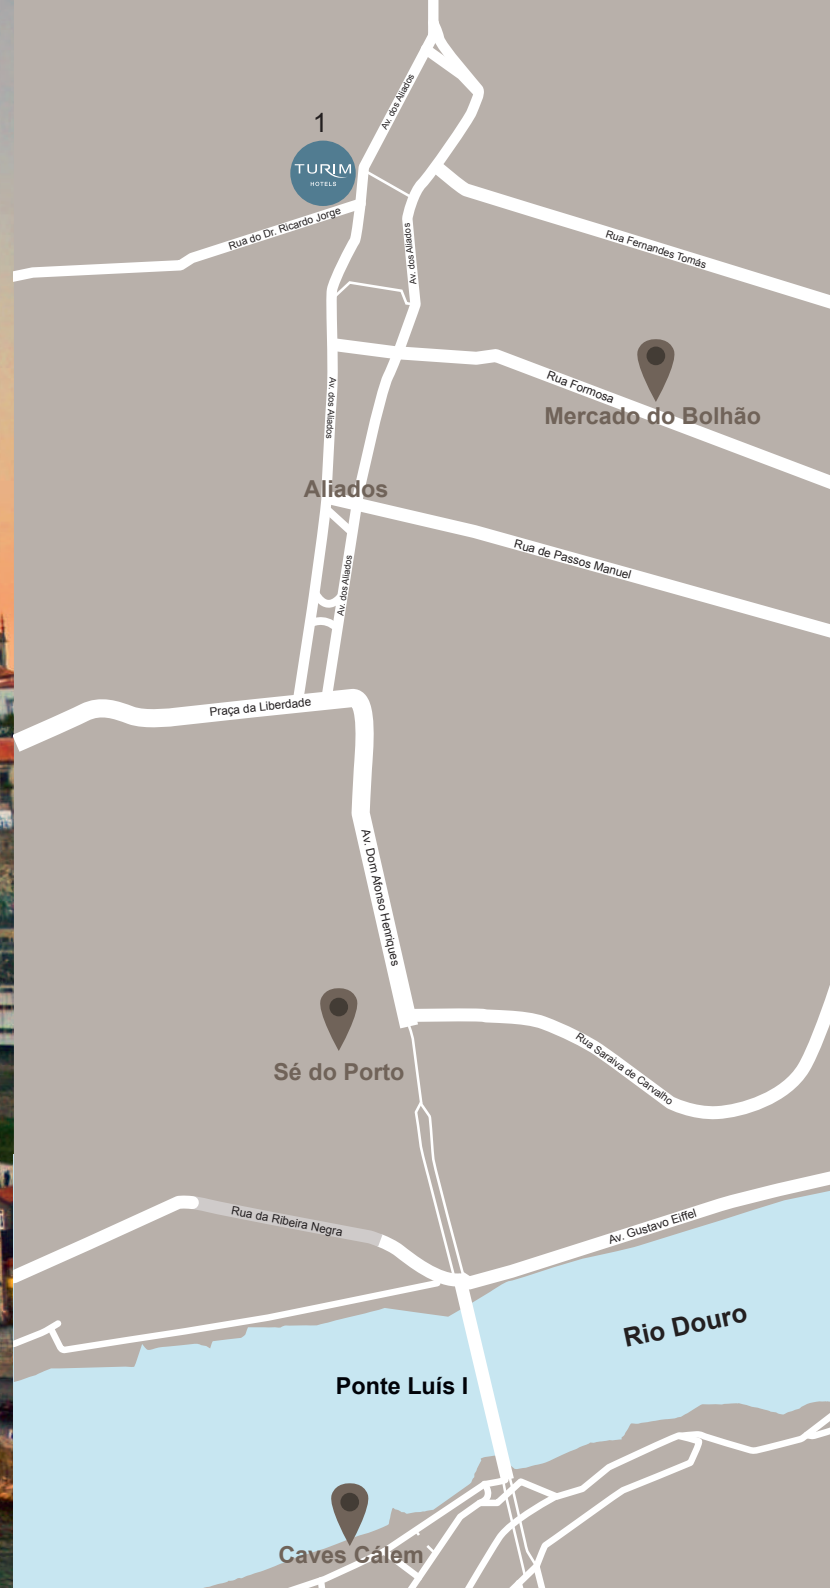 Av. dos Aliados
1
TURIM
HOTELS
Rua do Dr. Ricardo Jorge
Av. dos Aliados
Rua Fernandes Tomás
Rua Formosa
Mercado do Bolhão
Av. dos Aliados
Aliados
Rua de Passos Manuel
Av. dos Aliados
Praça da Liberdade
Av. Dom Afonso Henriques
Sé do Porto
Rua Saraiva de Carvalho
Rua da Ribeira Negra
Av. Gustavo Eiffel
Rio Douro
Ponte Luís I
Caves Cálem